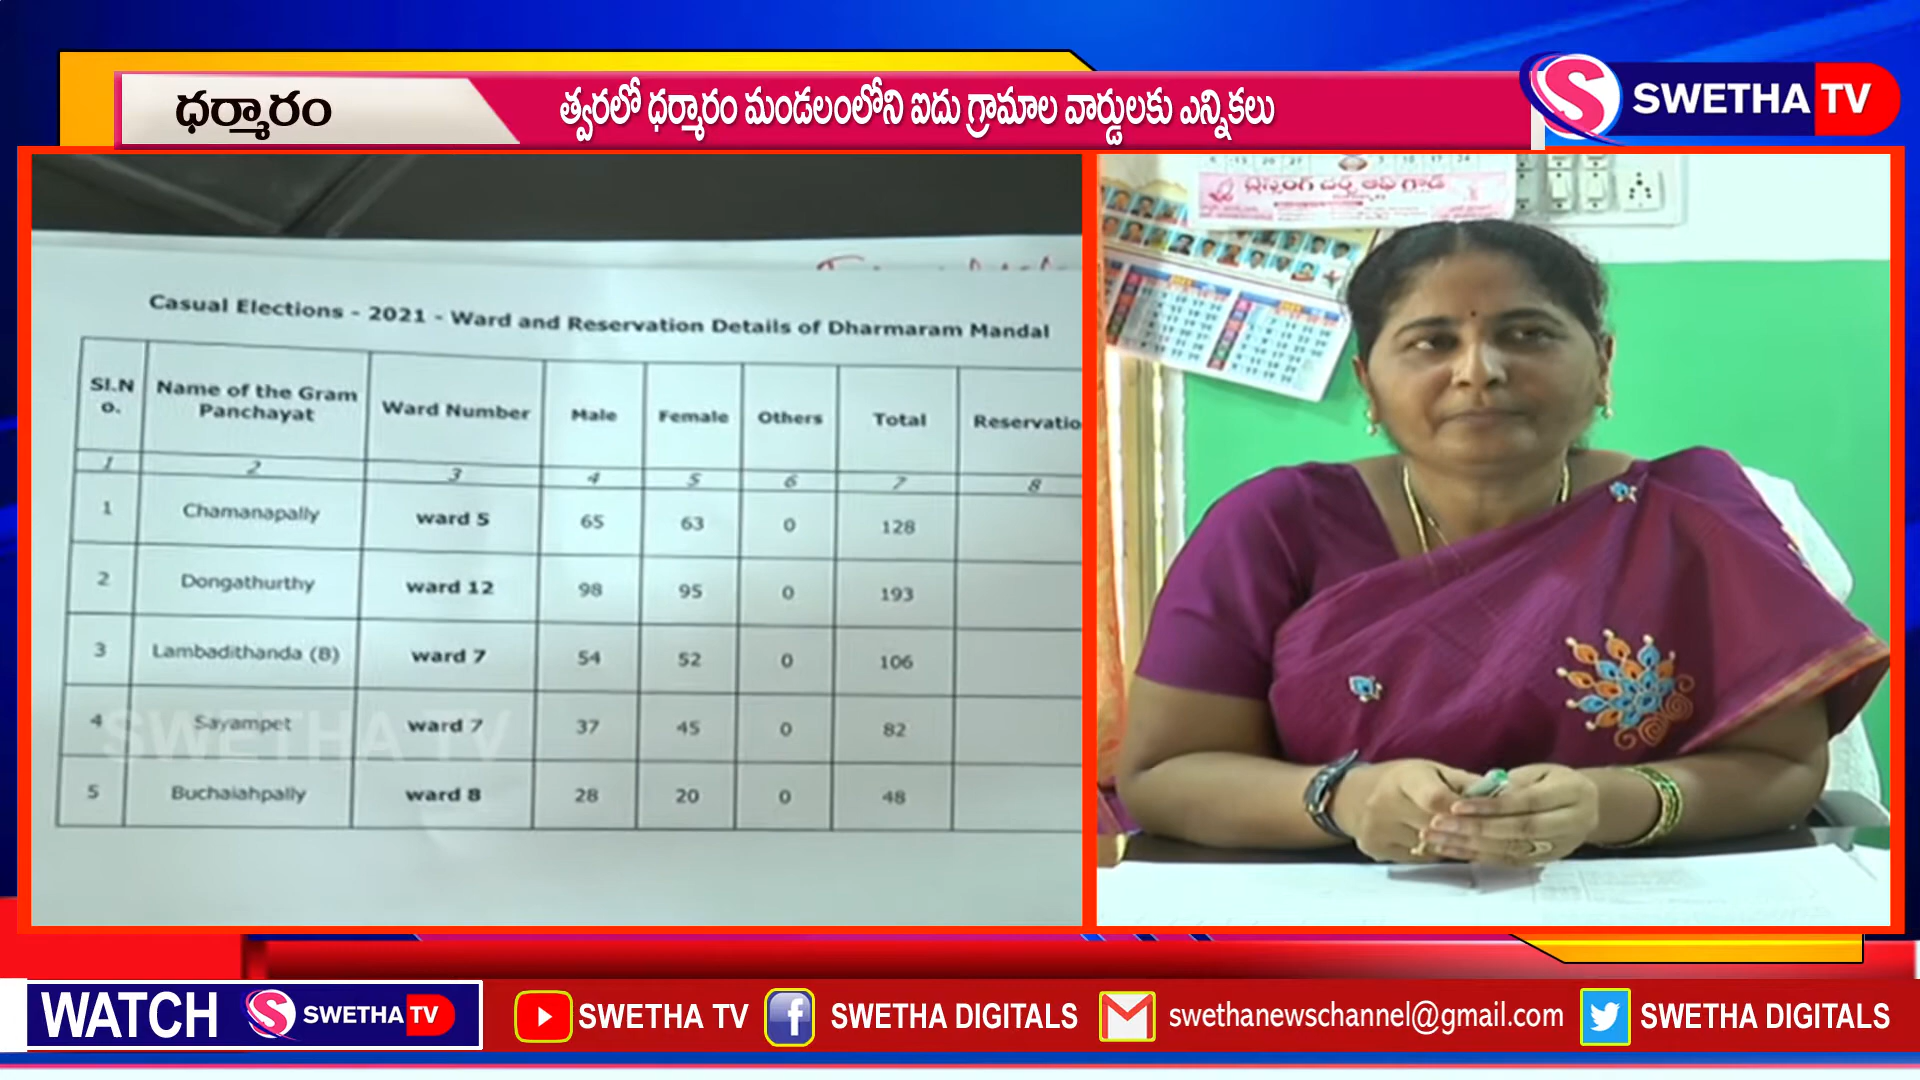 ధర్మారం
త్వరలో ధర్మారం మండలంలోని ఐదు గ్రామాల వార్డులకు ఎన్నికలు
SWETHA TV
Casual Elections - 2021 - Ward and Reservation Details of Dharmaram Mandal
Sl.No. Name of the Gram Panchayat Ward Number Male Female Others Total Reservatio
1 2 3 4 5 6 7 8
1 Chamanapally ward 5 65 63 0 128
2 Dongathurthy ward 12 98 95 0 193
3 Lambadithanda (B) ward 7 54 52 0 106
4 Sayampet ward 7 37 45 0 82
5 Buchaiahpally ward 8 28 20 0 48
SWETHA TV
WATCH SWETHA TV SWETHA TV SWETHA DIGITALS swethanewschannel@gmail.com SWETHA DIGITALS